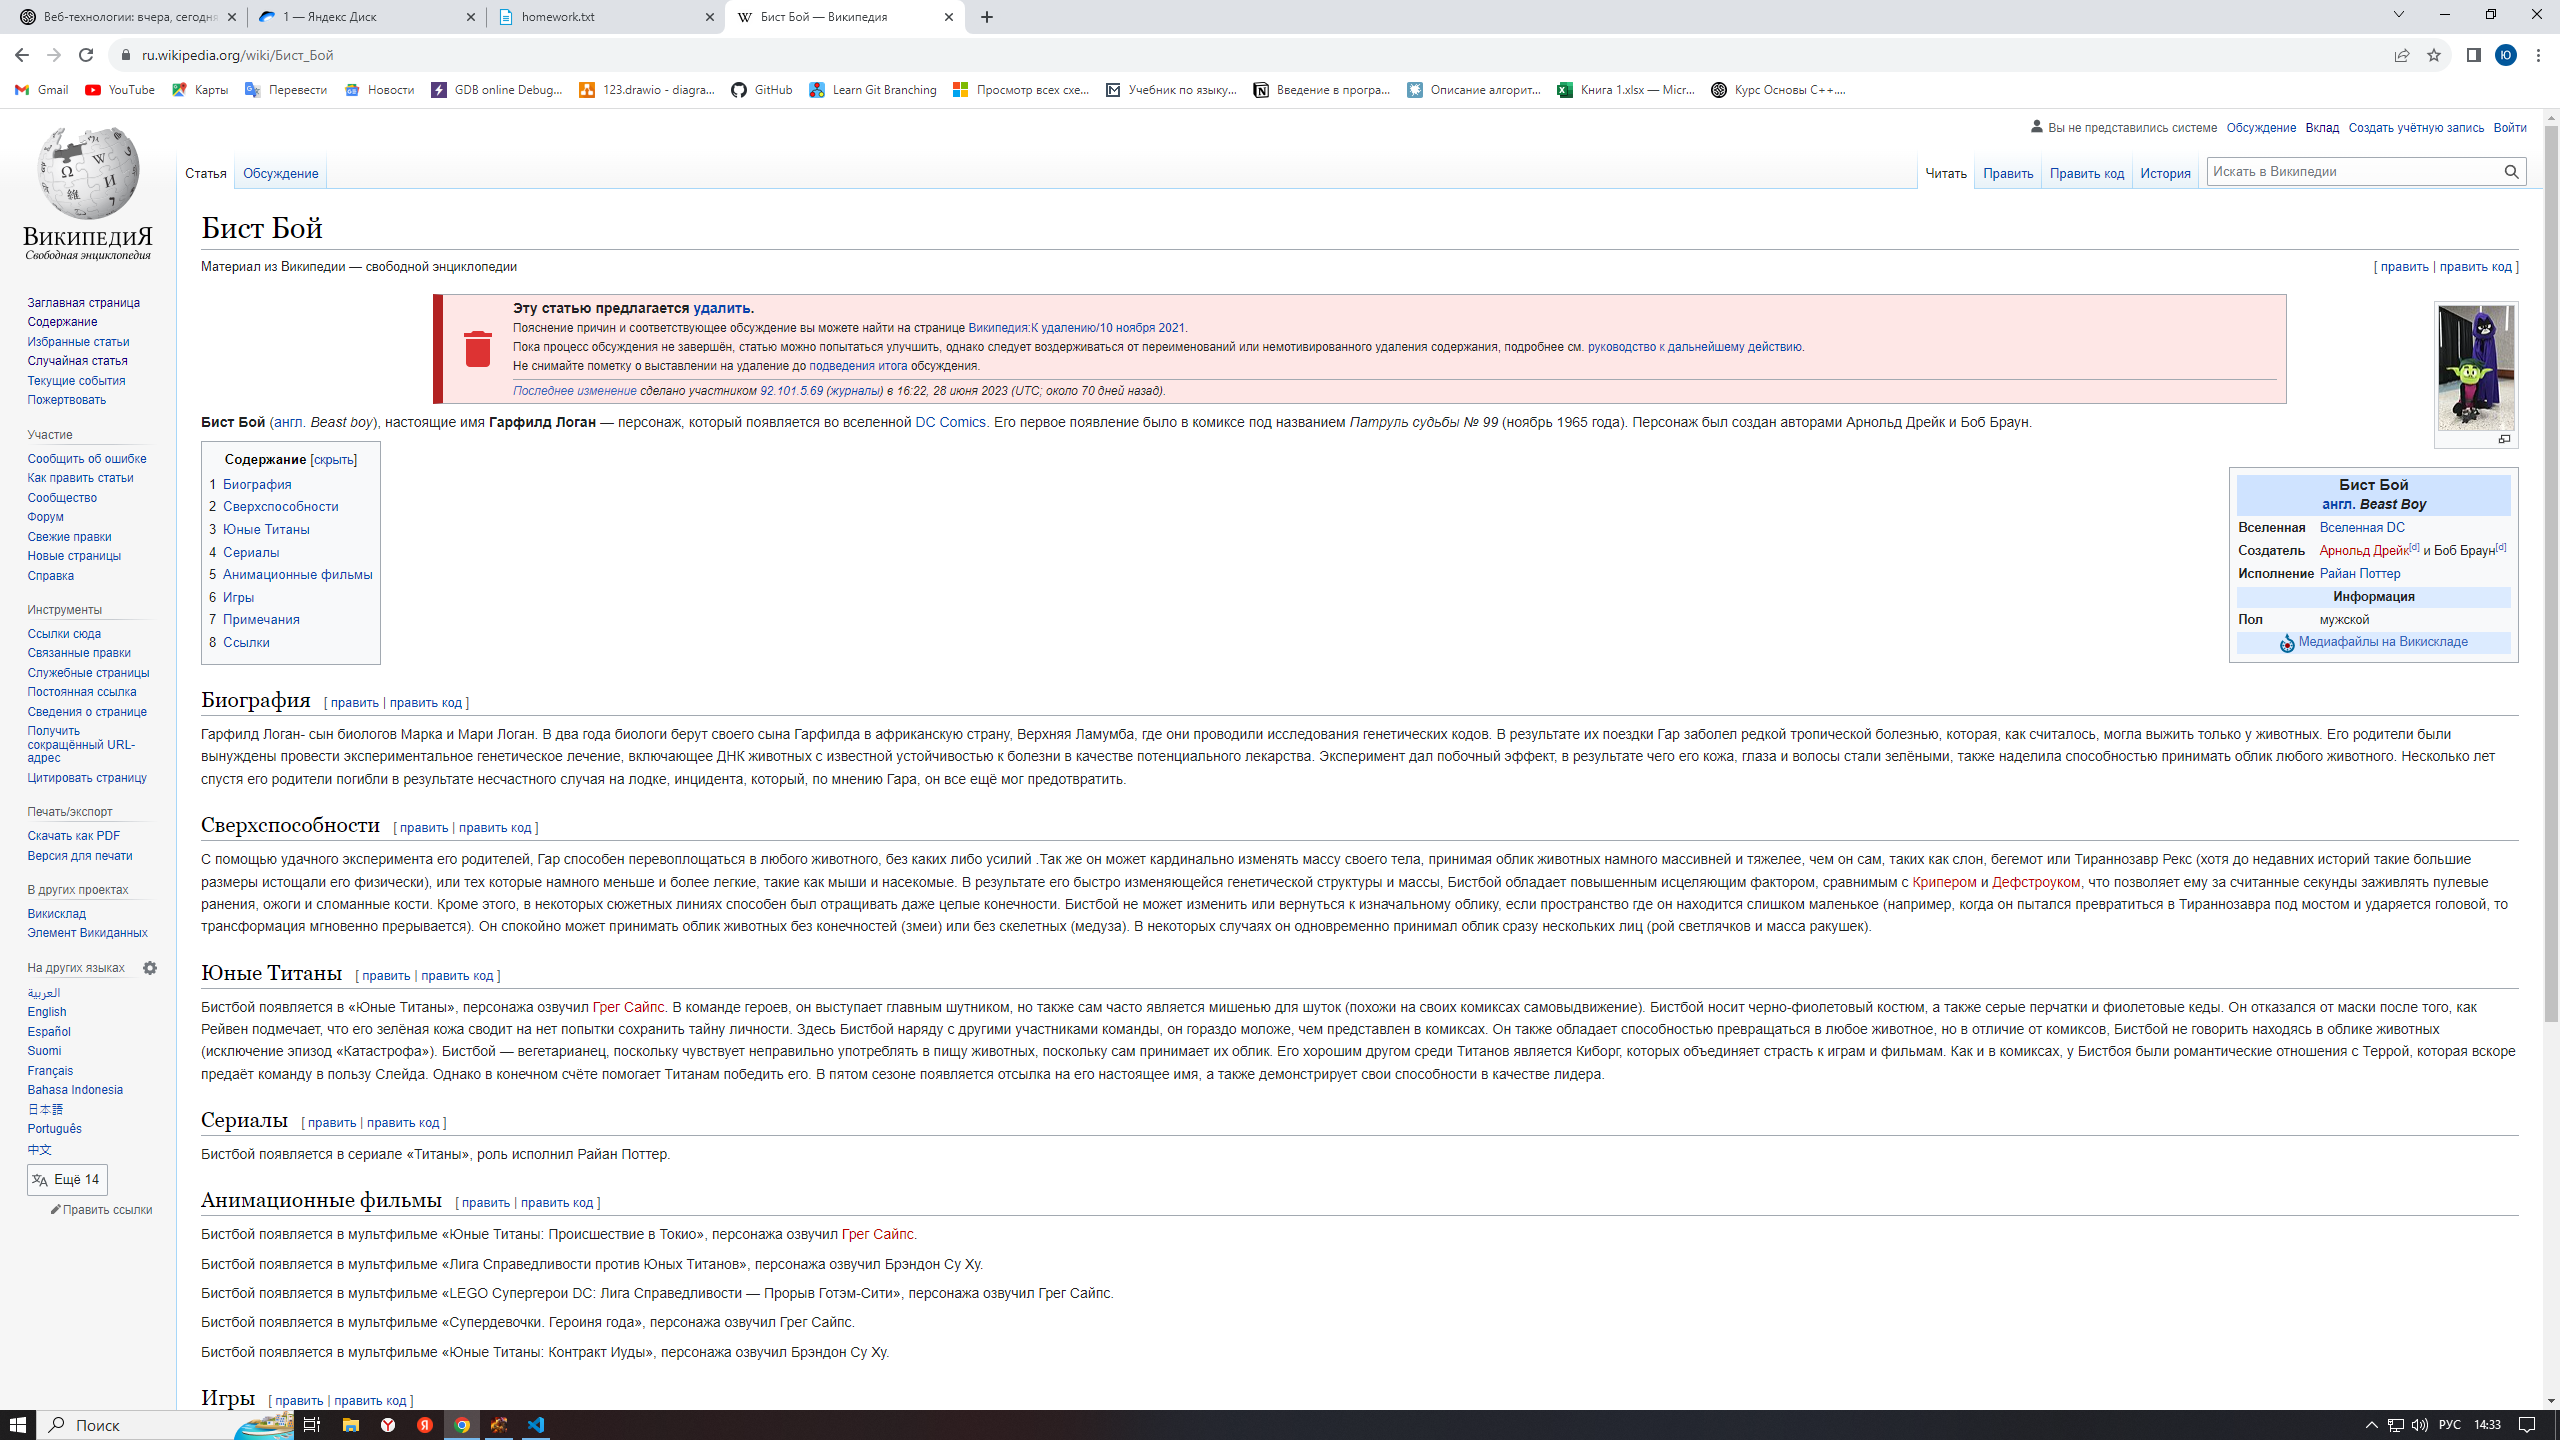 Веб-технологии: вчера, сегодня
1 — Яндекс Диск
homework.txt
Бист Бой — Википедия
ru.wikipedia.org/wiki/Бист_Бой
Ю
Gmail
YouTube
Карты
Перевести
Новости
GDB online Debug...
123.drawio - diagra...
GitHub
Learn Git Branching
Просмотр всех схе...
Учебник по языку...
Введение в програ...
Описание алгорит...
Книга 1.xlsx — Micr...
Курс Основы C++....
Вы не представились системе Обсуждение Вклад Создать учётную запись Войти
Статья Обсуждение
Читать Править Править код История Искать в Википедии
ВикипедиЯ
Свободная энциклопедия
Заглавная страница
Содержание
Избранные статьи
Случайная статья
Текущие события
Пожертвовать
Участие
Сообщить об ошибке
Как править статьи
Сообщество
Форум
Свежие правки
Новые страницы
Справка
Инструменты
Ссылки сюда
Связанные правки
Служебные страницы
Постоянная ссылка
Сведения о странице
Получить
сокращённый URL-
адрес
Цитировать страницу
Печать/экспорт
Скачать как PDF
Версия для печати
В других проектах
Викисклад
Элемент Викиданных
На других языках
العربية
English
Español
Suomi
Français
Bahasa Indonesia
日本語
Português
中文
Ещё 14
Править ссылки
Бист Бой
Материал из Википедии — свободной энциклопедии
[ править | править код ]
Эту статью предлагается удалить.
Пояснение причин и соответствующее обсуждение вы можете найти на странице Википедия:К удалению/10 ноября 2021.
Пока процесс обсуждения не завершён, статью можно попытаться улучшить, однако следует воздерживаться от переименований или немотивированного удаления содержания, подробнее см. руководство к дальнейшему действию.
Не снимайте пометку о выставлении на удаление до подведения итога обсуждения.
Последнее изменение сделано участником 92.101.5.69 (журналы) в 16:22, 28 июня 2023 (UTC; около 70 дней назад).
Бист Бой (англ. Beast boy), настоящие имя Гарфилд Логан — персонаж, который появляется во вселенной DC Comics. Его первое появление было в комиксе под названием Патруль судьбы № 99 (ноябрь 1965 года). Персонаж был создан авторами Арнольд Дрейк и Боб Браун.
Содержание [скрыть]
1 Биография
2 Сверхспособности
3 Юные Титаны
4 Сериалы
5 Анимационные фильмы
6 Игры
7 Примечания
8 Ссылки
Бист Бой
англ. Beast Boy
Вселенная Вселенная DC
Создатель Арнольд Дрейк[d] и Боб Браун[d]
Исполнение Райан Поттер
Информация
Пол мужской
Медиафайлы на Викискладе
Биография [ править | править код ]
Гарфилд Логан- сын биологов Марка и Мари Логан. В два года биологи берут своего сына Гарфилда в африканскую страну, Верхняя Ламумба, где они проводили исследования генетических кодов. В результате их поездки Гар заболел редкой тропической болезнью, которая, как считалось, могла выжить только у животных. Его родители были
вынуждены провести экспериментальное генетическое лечение, включающее ДНК животных с известной устойчивостью к болезни в качестве потенциального лекарства. Эксперимент дал побочный эффект, в результате чего его кожа, глаза и волосы стали зелёными, также наделила способностью принимать облик любого животного. Несколько лет
спустя его родители погибли в результате несчастного случая на лодке, инцидента, который, по мнению Гара, он все ещё мог предотвратить.
Сверхспособности [ править | править код ]
С помощью удачного эксперимента его родителей, Гар способен перевоплощаться в любого животного, без каких либо усилий .Так же он может кардинально изменять массу своего тела, принимая облик животных намного массивней и тяжелее, чем он сам, таких как слон, бегемот или Тираннозавр Рекс (хотя до недавних историй такие большие
размеры истощали его физически), или тех которые намного меньше и более легкие, такие как мыши и насекомые. В результате его быстро изменяющейся генетической структуры и массы, Бистбой обладает повышенным исцеляющим фактором, сравнимым с Крипером и Дефстроуком, что позволяет ему за считанные секунды заживлять пулевые
ранения, ожоги и сломанные кости. Кроме этого, в некоторых сюжетных линиях способен был отращивать даже целые конечности. Бистбой не может изменить или вернуться к изначальному облику, если пространство где он находится слишком маленькое (например, когда он пытался превратиться в Тираннозавра под мостом и ударяется головой, то
трансформация мгновенно прерывается). Он спокойно может принимать облик животных без конечностей (змеи) или без скелетных (медуза). В некоторых случаях он одновременно принимал облик сразу нескольких лиц (рой светлячков и масса ракушек).
Юные Титаны [ править | править код ]
Бистбой появляется в «Юные Титаны», персонажа озвучил Грег Сайпс. В команде героев, он выступает главным шутником, но также сам часто является мишенью для шуток (похожи на своих комиксах самовыдвижение). Бистбой носит черно-фиолетовый костюм, а также серые перчатки и фиолетовые кеды. Он отказался от маски после того, как
Рейвен подмечает, что его зелёная кожа сводит на нет попытки сохранить тайну личности. Здесь Бистбой наряду с другими участниками команды, он гораздо моложе, чем представлен в комиксах. Он также обладает способностью превращаться в любое животное, но в отличие от комиксов, Бистбой не говорить находясь в облике животных
(исключение эпизод «Катастрофа»). Бистбой — вегетарианец, поскольку чувствует неправильно употреблять в пищу животных, поскольку сам принимает их облик. Его хорошим другом среди Титанов является Киборг, которых объединяет страсть к играм и фильмам. Как и в комиксах, у Бистбоя были романтические отношения с Террой, которая вскоре
предаёт команду в пользу Слейда. Однако в конечном счёте помогает Титанам победить его. В пятом сезоне появляется отсылка на его настоящее имя, а также демонстрирует свои способности в качестве лидера.
Сериалы [ править | править код ]
Бистбой появляется в сериале «Титаны», роль исполнил Райан Поттер.
Анимационные фильмы [ править | править код ]
Бистбой появляется в мультфильме «Юные Титаны: Происшествие в Токио», персонажа озвучил Грег Сайпс.
Бистбой появляется в мультфильме «Лига Справедливости против Юных Титанов», персонажа озвучил Брэндон Су Ху.
Бистбой появляется в мультфильме «LEGO Супергерои DC: Лига Справедливости — Прорыв Готэм-Сити», персонажа озвучил Грег Сайпс.
Бистбой появляется в мультфильме «Супердевочки. Героиня года», персонажа озвучил Грег Сайпс.
Бистбой появляется в мультфильме «Юные Титаны: Контракт Иуды», персонажа озвучил Брэндон Су Ху.
Игры [ править | править код ]
Поиск
РУС 14:33